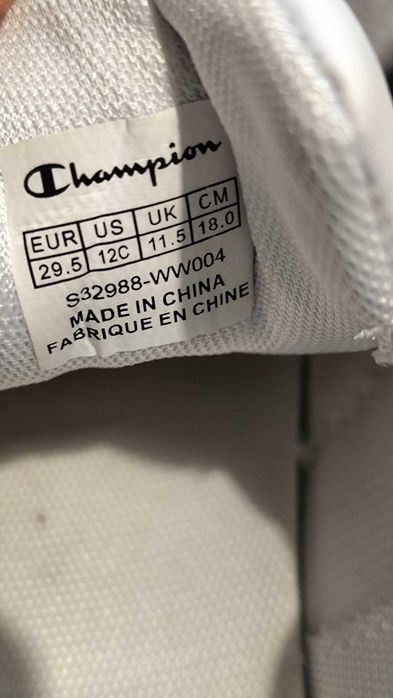 Champion
EUR US UK CM
29.5 12C 11.5 18.0
S32988-WW004
MADE IN CHINA
FABRIQUE EN CHINE